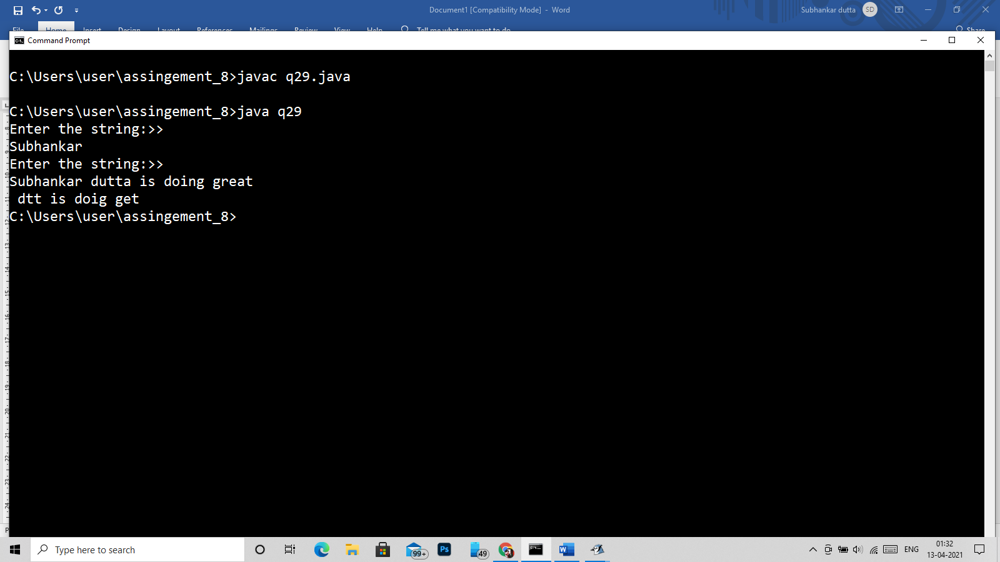 Document1 [Compatibility Mode] - Word
Subhankar dutta
SD
File Home Insert Design Layout References Mailings Review View Help Tell me what you want to do
Share
Command Prompt
C:\Users\user\assingement_8>javac q29.java
C:\Users\user\assingement_8>java q29
Enter the string:>>
Subhankar
Enter the string:>>
Subhankar dutta is doing great
dtt is doig get
C:\Users\user\assingement_8>
Type here to search
99+
Ps
49
W
ENG
01:32
13-04-2021